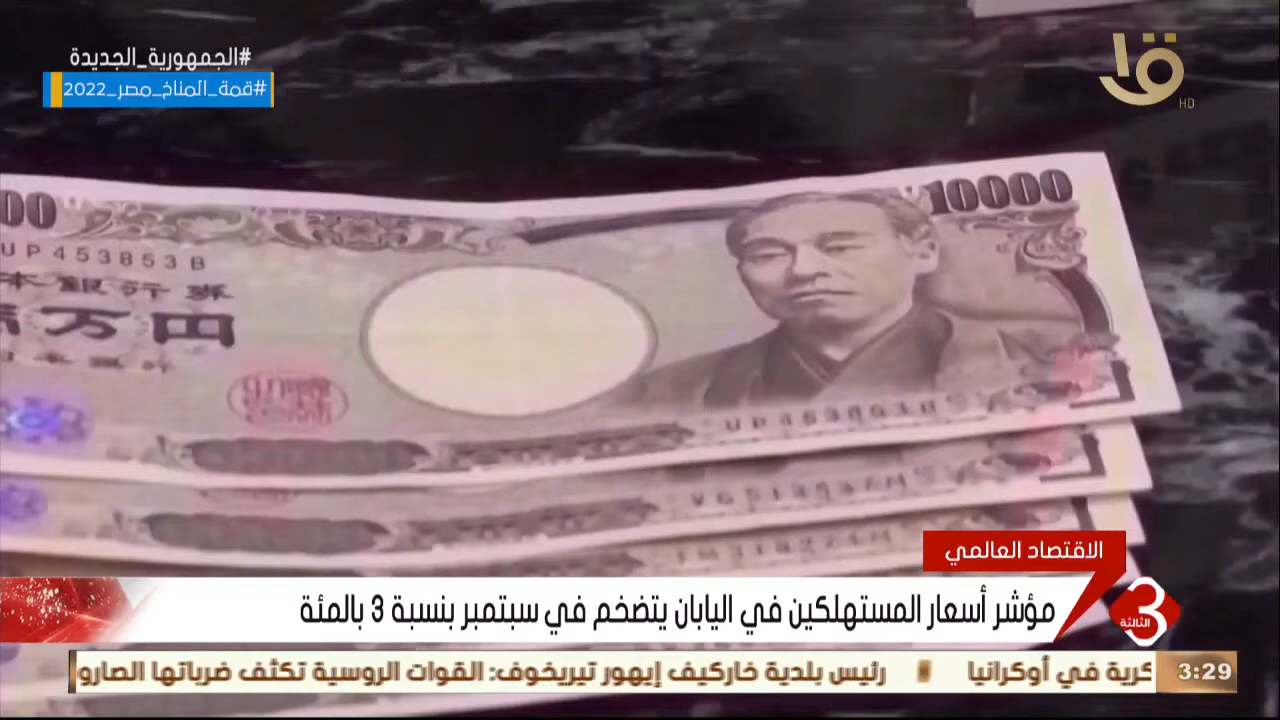 #الجمهورية_الجديدة
#قمة_المناخ_مصر_2022
HD
10000
UP453853B
本銀行券
万円
الاقتصاد العالمي
مؤشر أسعار المستهلكين في اليابان يتضخم في سبتمبر بنسبة 3 بالمئة
3
الثالثة
3:29
كرية في أوكرانيا
رئيس بلدية خاركيف إيهور تيريخوف: القوات الروسية تكثف ضرباتها الصارو